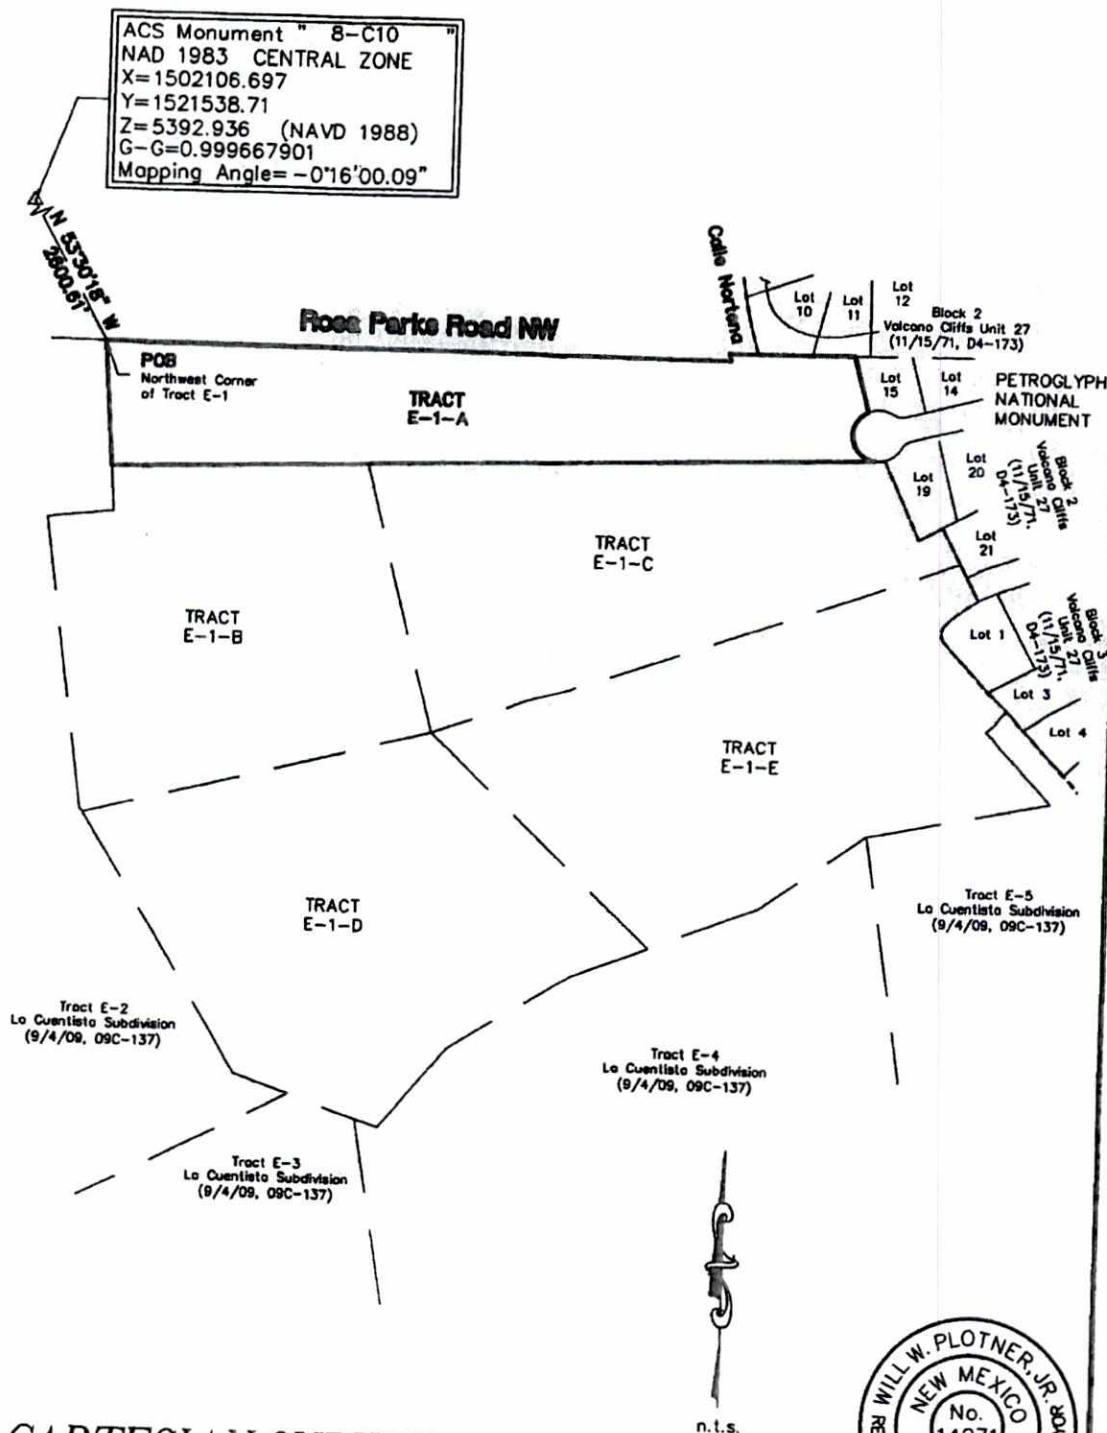 ACS Monument " 8-C10 "
NAD 1983 CENTRAL ZONE
X=1502106.697
Y=1521538.71
Z=5392.936 (NAVD 1988)
G-G=0.999667901
Mapping Angle= -0°16'00.09"
N 53°30'18" W
2600.61'
Rosa Parks Road NW
Calle Nortena
Lot
10
Lot
11
Lot
12
Block 2
Volcano Cliffs Unit 27
(11/15/71, D4-173)
POB
Northwest Corner
of Tract E-1
TRACT
E-1-A
Lot
15
Lot
14
PETROGLYPH
NATIONAL
MONUMENT
Lot
19
Lot
20
Block 2
Volcano Cliffs
Unit 27
(11/15/71,
D4-173)
Lot
21
TRACT
E-1-C
TRACT
E-1-B
Lot 1
Block 3
Volcano Cliffs
Unit 27
(11/15/71,
D4-173)
Lot 3
Lot 4
TRACT
E-1-E
TRACT
E-1-D
Tract E-5
La Cuentista Subdivision
(9/4/09, 09C-137)
Tract E-2
La Cuentista Subdivision
(9/4/09, 09C-137)
Tract E-4
La Cuentista Subdivision
(9/4/09, 09C-137)
Tract E-3
La Cuentista Subdivision
(9/4/09, 09C-137)
n.t.s.
WILL W. PLOTNER, JR.
NEW MEXICO
No.